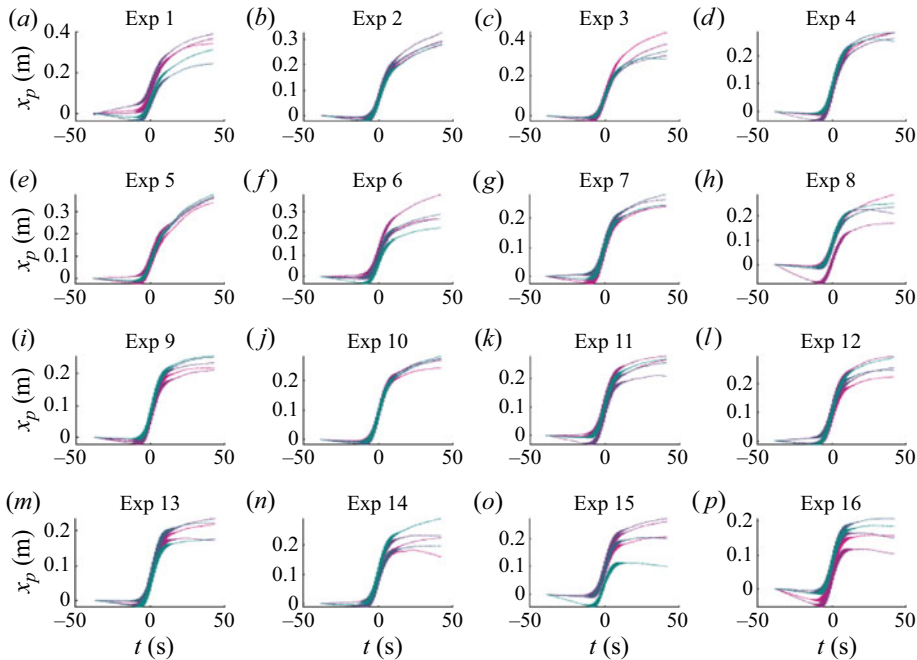 (a) Exp 1
0.4
0.2
0
x_p (m)
–50 0 50
(b) Exp 2
0.3
0.2
0.1
0
–50 0 50
(c) Exp 3
0.4
0.2
0
–50 0 50
(d) Exp 4
0.2
0.1
0
–50 0 50
(e) Exp 5
0.3
0.2
0.1
0
x_p (m)
–50 0 50
(f) Exp 6
0.3
0.2
0.1
0
–50 0 50
(g) Exp 7
0.2
0.1
0
–50 0 50
(h) Exp 8
0.2
0.1
0
–50 0 50
(i) Exp 9
0.2
0.1
0
x_p (m)
–50 0 50
(j) Exp 10
0.2
0.1
0
–50 0 50
(k) Exp 11
0.2
0.1
0
–50 0 50
(l) Exp 12
0.2
0.1
0
–50 0 50
(m) Exp 13
0.2
0.1
0
x_p (m)
–50 0 50
t (s)
(n) Exp 14
0.2
0.1
0
–50 0 50
t (s)
(o) Exp 15
0.2
0.1
0
–50 0 50
t (s)
(p) Exp 16
0.2
0.1
0
–50 0 50
t (s)